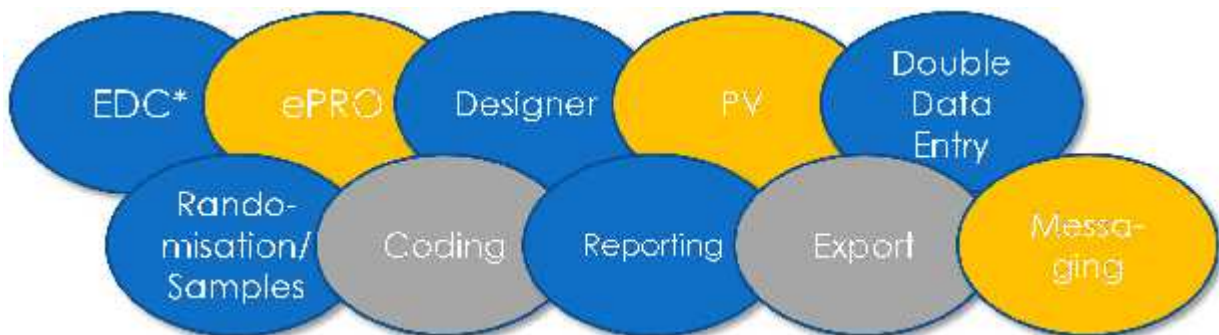 EDC*
ePRO
Designer
PV
Double
Data
Entry
Rando-
misation/
Samples
Coding
Reporting
Export
Messa-
ging